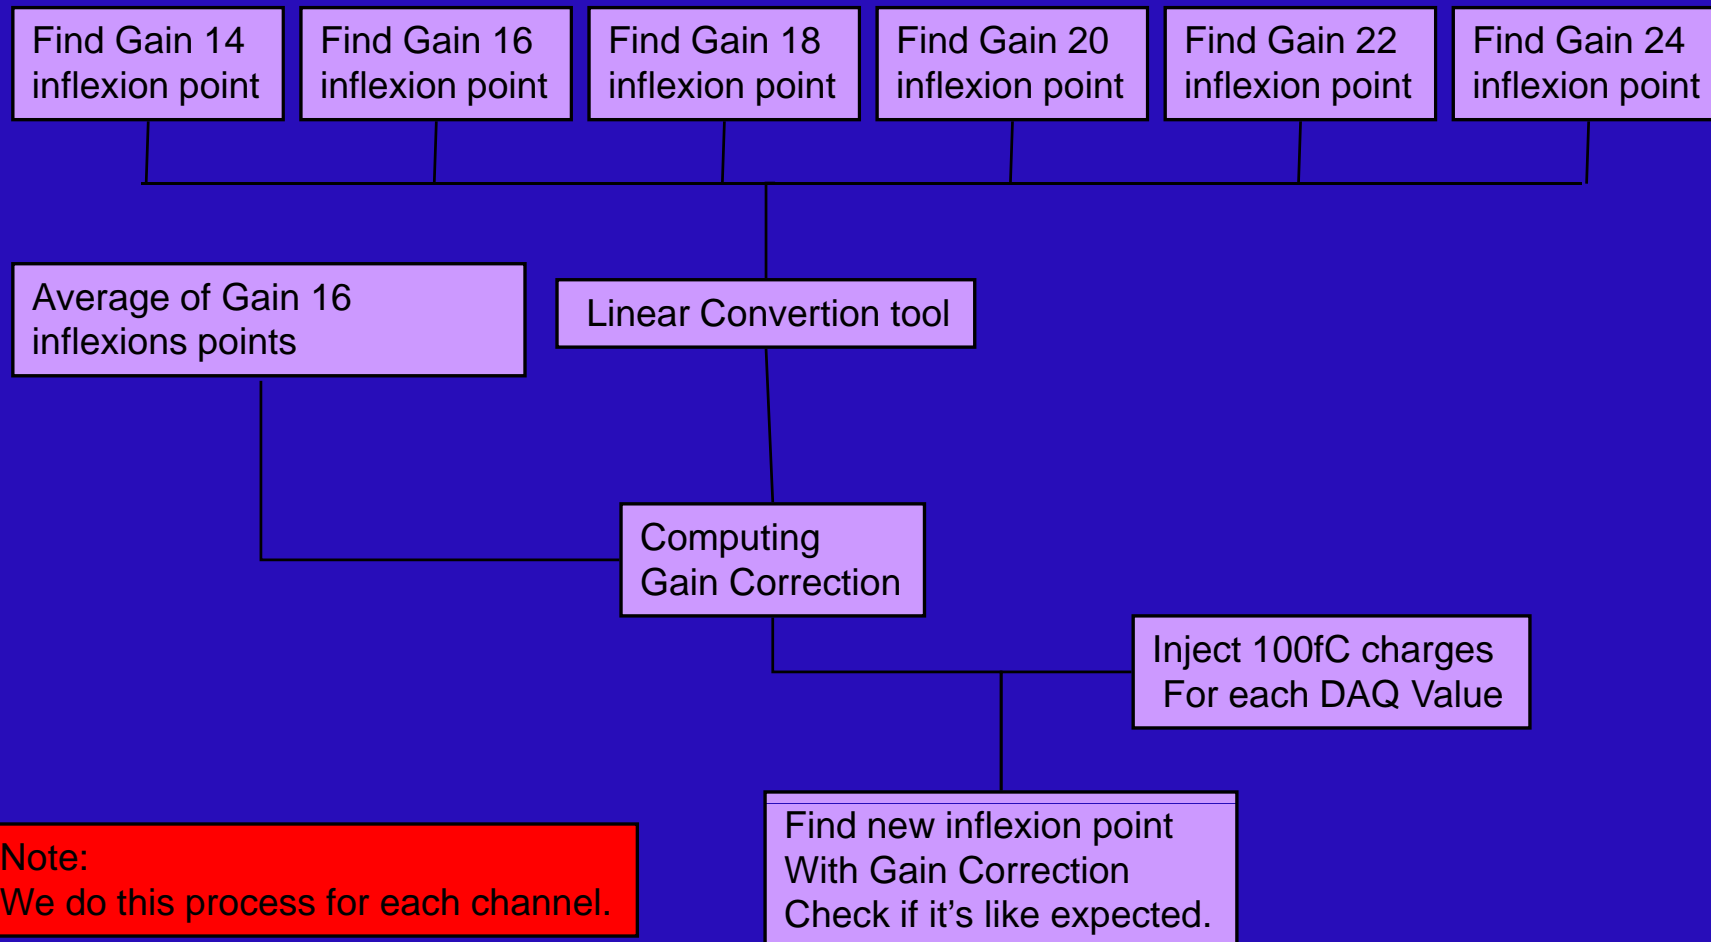 Find Gain 14
inflexion point
Find Gain 16
inflexion point
Find Gain 18
inflexion point
Find Gain 20
inflexion point
Find Gain 22
inflexion point
Find Gain 24
inflexion point
Average of Gain 16
inflexions points
Linear Convertion tool
Computing
Gain Correction
Inject 100fC charges
For each DAQ Value
Find new inflexion point
With Gain Correction
Check if it's like expected.
Note:
We do this process for each channel.